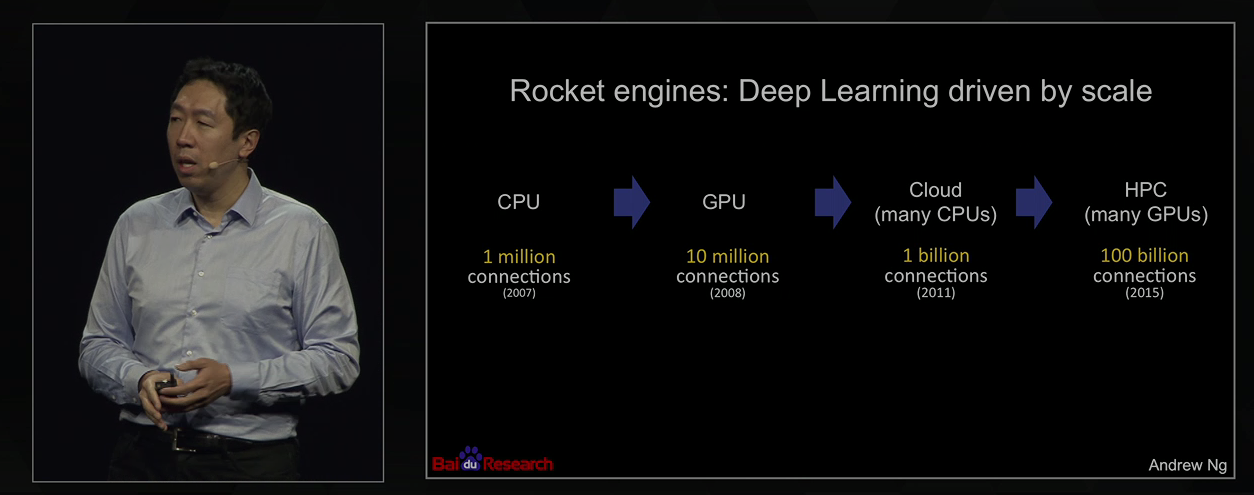 Rocket engines: Deep Learning driven by scale
CPU
1 million
connections
(2007)
GPU
10 million
connections
(2008)
Cloud
(many CPUs)
1 billion
connections
(2011)
HPC
(many GPUs)
100 billion
connections
(2015)
Baidu Research
Andrew Ng